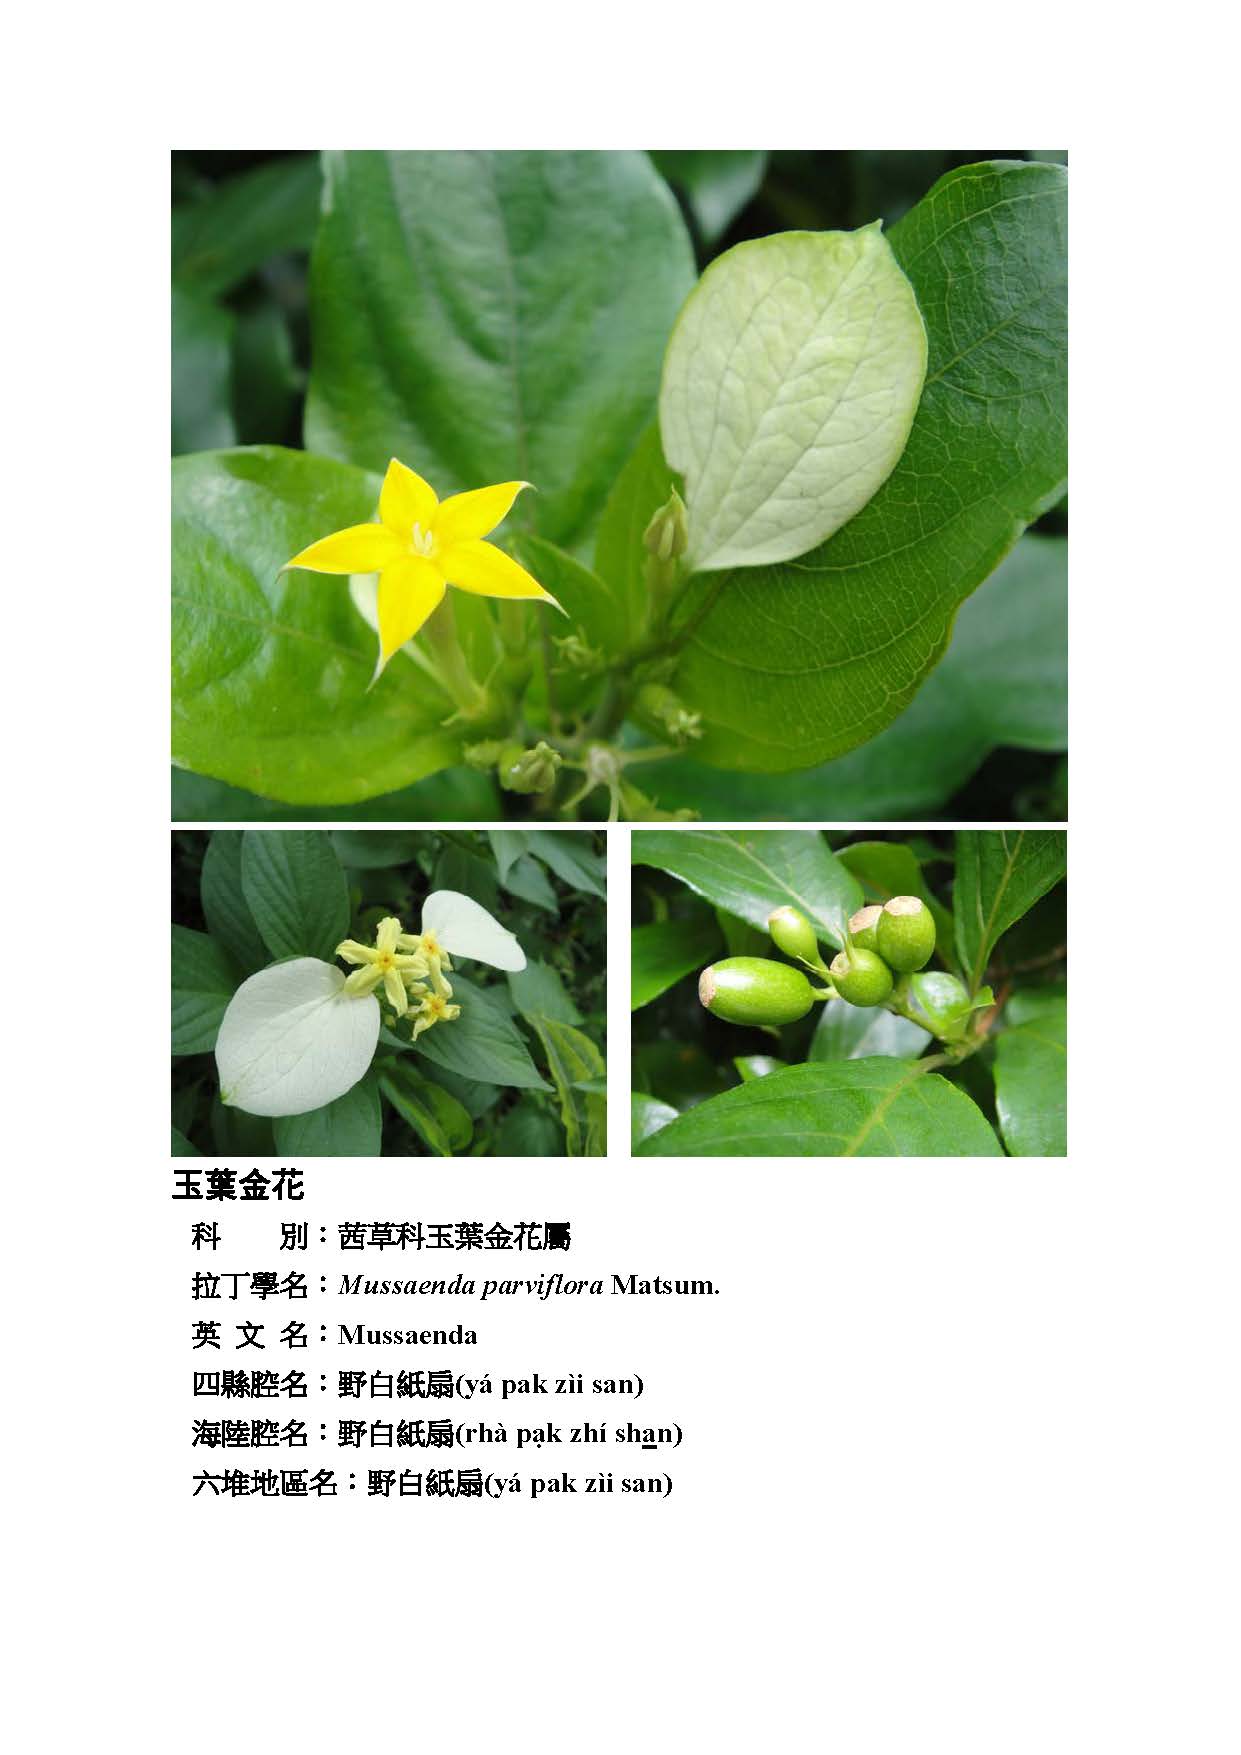 玉葉金花
科　　別：茜草科玉葉金花屬
拉丁學名：Mussaenda parviflora Matsum.
英 文 名：Mussaenda
四縣腔名：野白紙扇(yá pak zìi san)
海陸腔名：野白紙扇(rhà pạk zhí sha̲n)
六堆地區名：野白紙扇(yá pak zìi san)